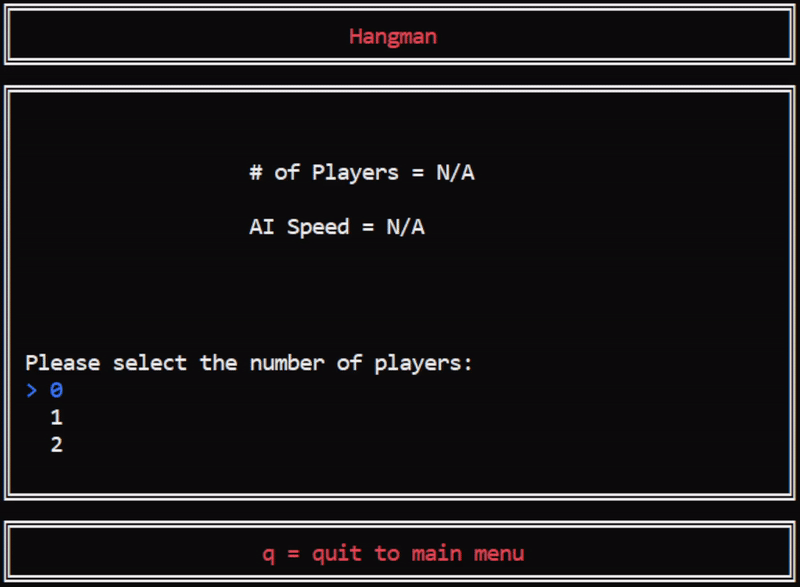 Hangman
# of Players = N/A
AI Speed = N/A
Please select the number of players:
> 0
1
2
q = quit to main menu